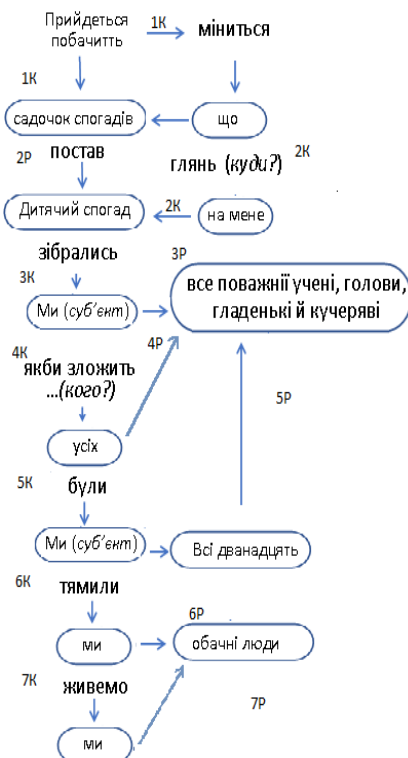 Прийдеться 1К міниться
побачитть
1К
садочок спогадів що
2Р постав глянь (куди?) 2К
Дитячий спогад 2К на мене
зібрались 3Р
3К все поважнії учені, голови,
Ми (суб'єкт) гладенькі й кучеряві
4К 4Р
якби зложить
...(кого?) 5Р
усіх
5К були
Ми (суб'єкт) Всі дванадцять
6К тямили
6Р
ми обачні люди
7К живемо
7Р
ми